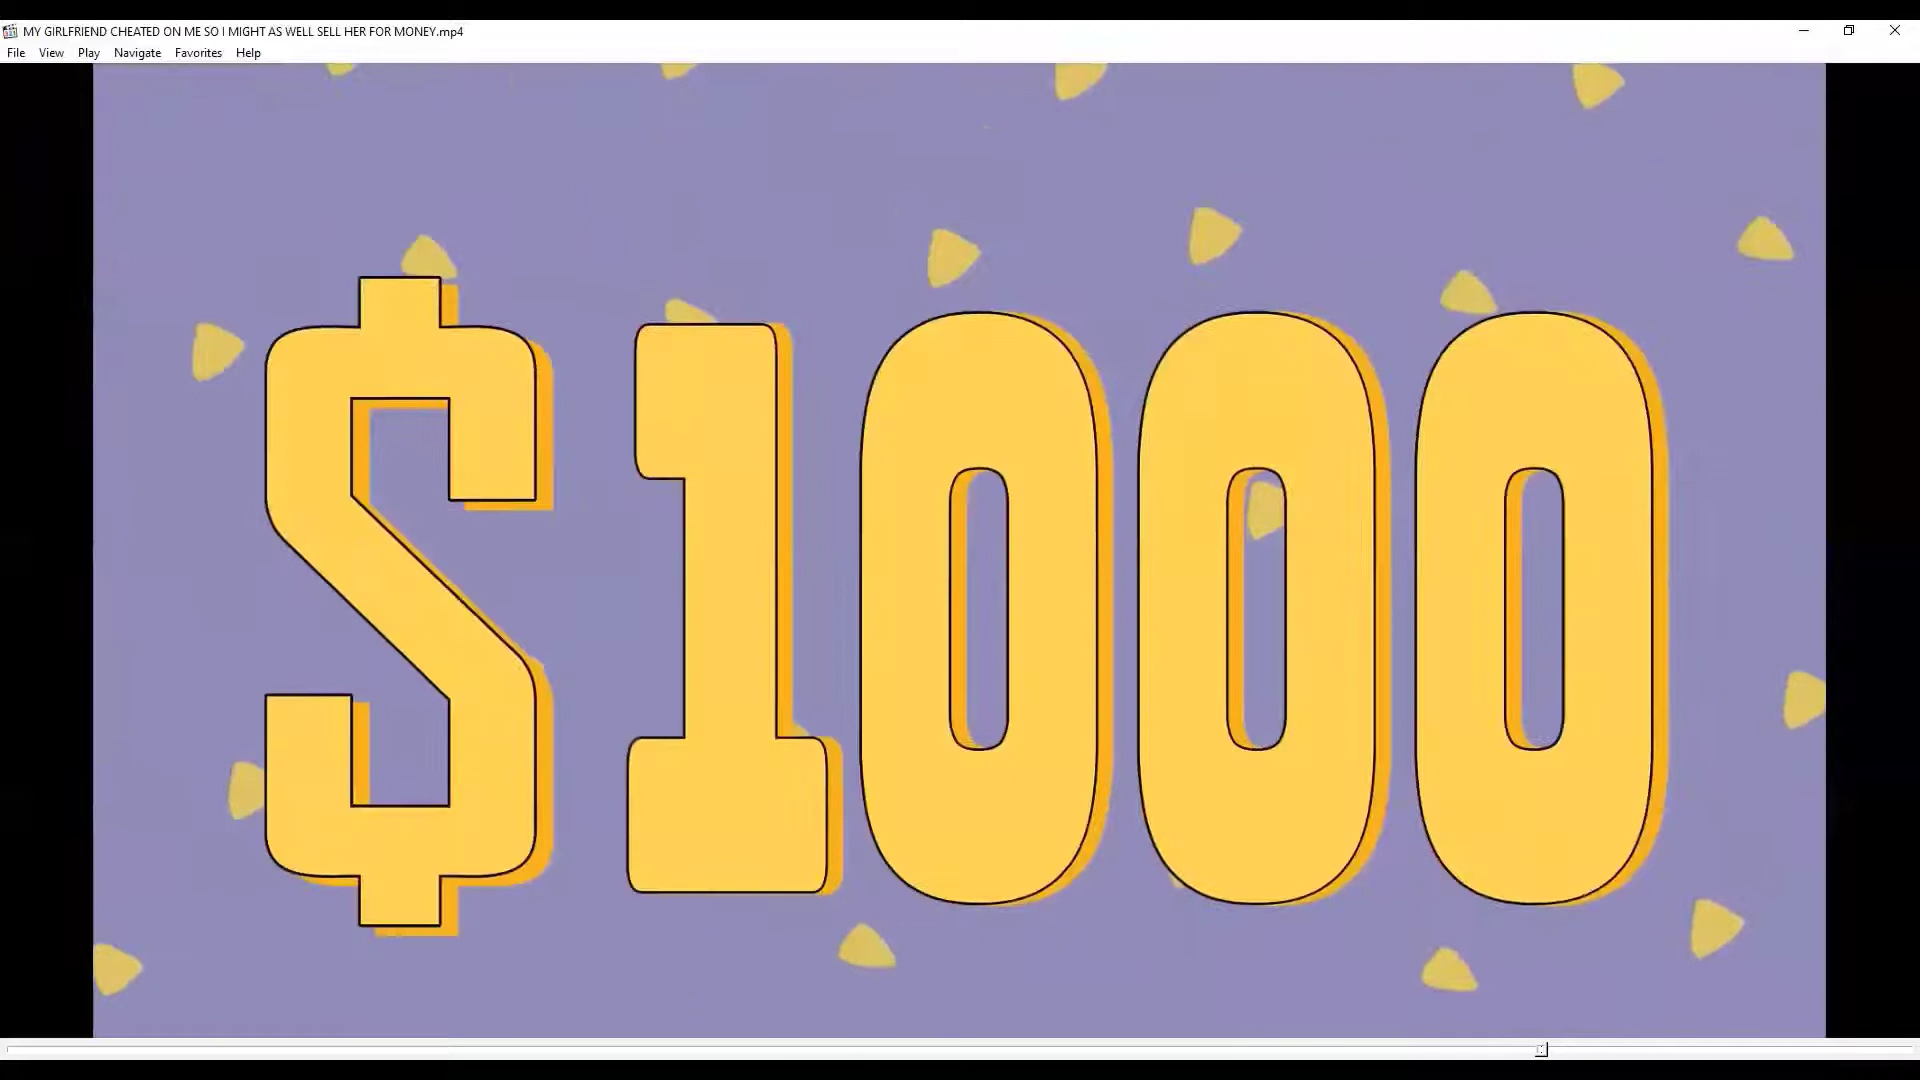 MY GIRLFRIEND CHEATED ON ME SO I MIGHT AS WELL SELL HER FOR MONEY.mp4
File View Play Navigate Favorites Help
$1000